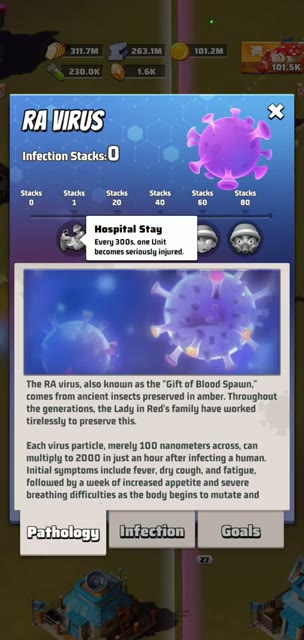 311.7M 263.1M 101.2M
230.0K 1.6K 101.5K
RA VIRUS
Infection Stacks:0
Stacks Stacks Stacks Stacks Stacks Stacks
0 1 20 40 60 80
Hospital Stay
Every 300s, one Unit
becomes seriously injured.
The RA virus, also known as the "Gift of Blood Spawn,"
comes from ancient insects preserved in amber. Throughout
the generations, the Lady in Red's family have worked
tirelessly to preserve this.
Each virus particle, merely 100 nanometers across, can
multiply to 2000 in just an hour after infecting a human.
Initial symptoms include fever, dry cough, and fatigue,
followed by a week of increased appetite and severe
breathing difficulties as the body begins to mutate and
Pathology Infection Goals
27